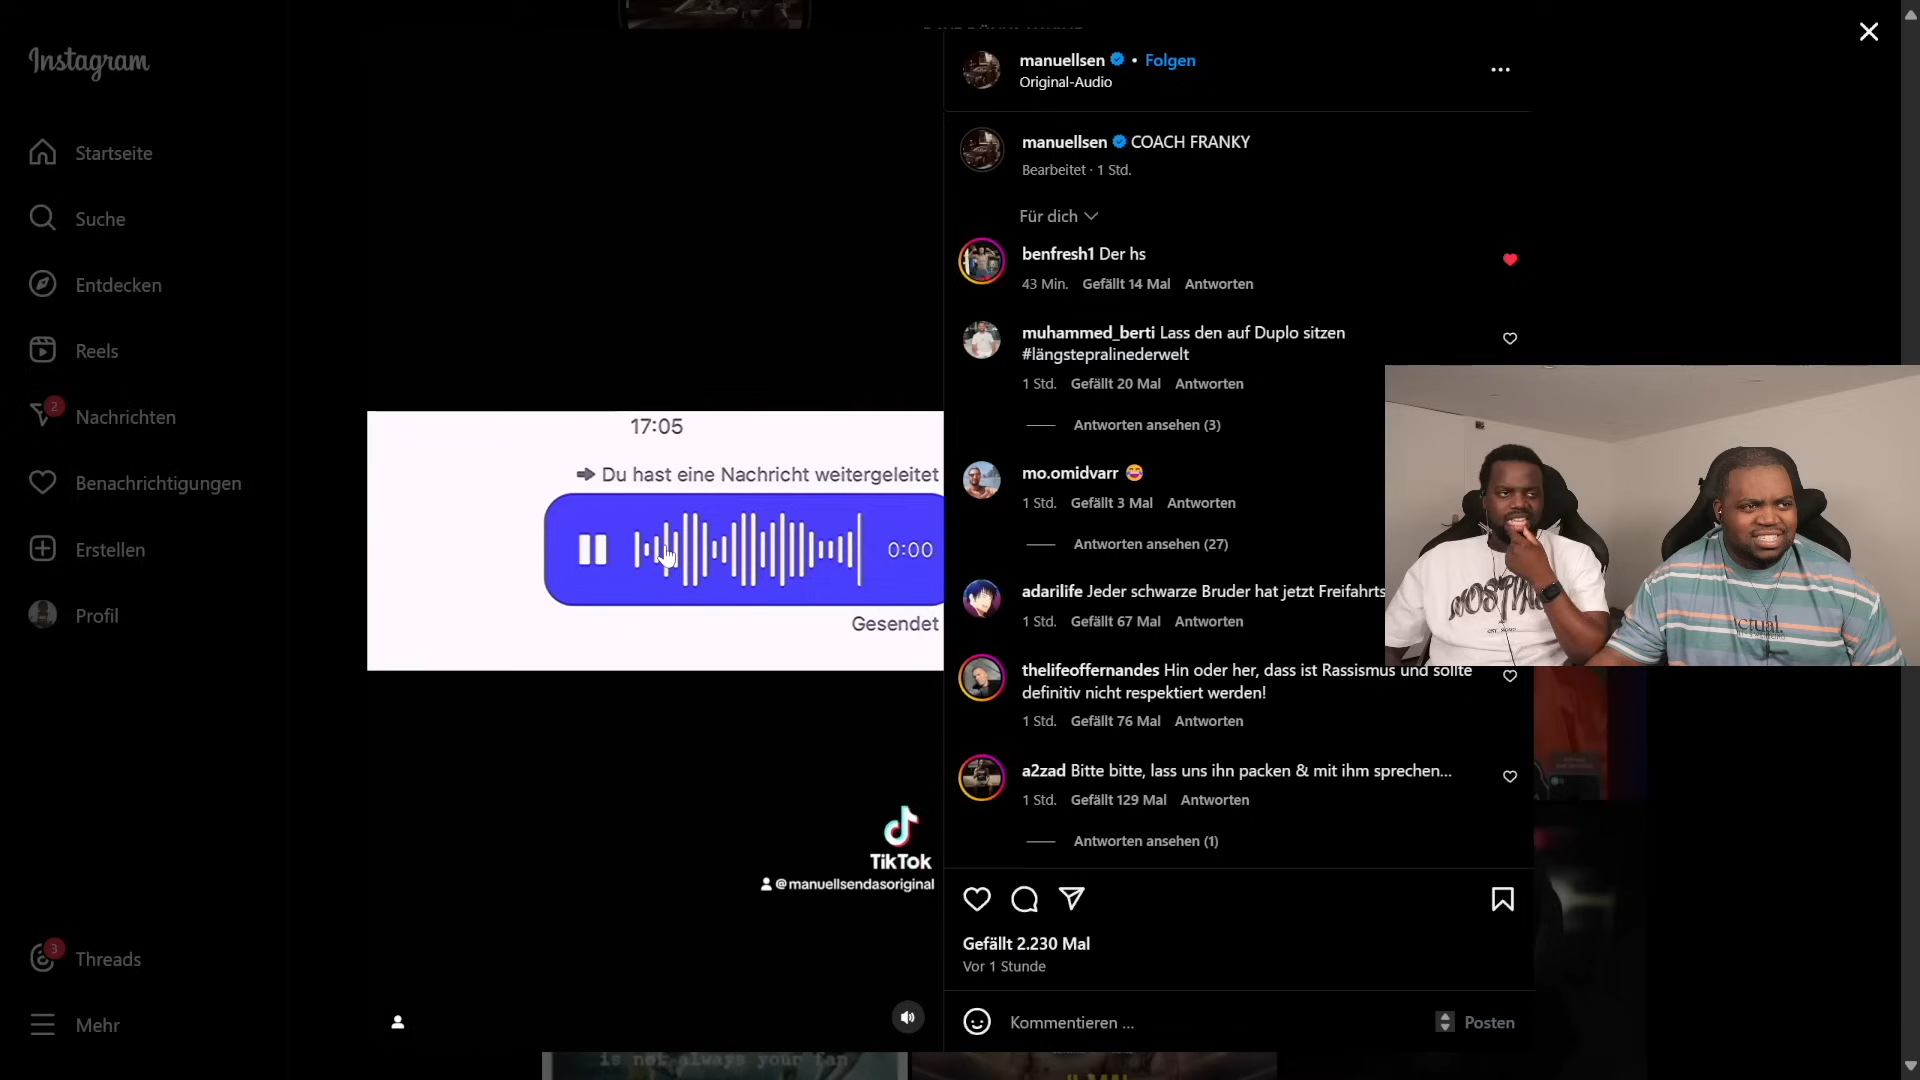 Instagram
Startseite
Suche
Entdecken
Reels
2
Nachrichten
Benachrichtigungen
Erstellen
Profil
3
Threads
Mehr
17:05
Du hast eine Nachricht weitergeleitet
0:00
Gesendet
TikTok
@manuellsendasoriginal
manuellsen • Folgen
Original-Audio
manuellsen COACH FRANKY
Bearbeitet · 1 Std.
Für dich
benfresh1 Der hs
43 Min. Gefällt 14 Mal Antworten
muhammed_berti Lass den auf Duplo sitzen
#längstepralinederwelt
1 Std. Gefällt 20 Mal Antworten
Antworten ansehen (3)
mo.omidvarr 😂
1 Std. Gefällt 3 Mal Antworten
Antworten ansehen (27)
adarilife Jeder schwarze Bruder hat jetzt Freifahrts
1 Std. Gefällt 67 Mal Antworten
thelifeoffernandes Hin oder her, dass ist Rassismus und sollte
definitiv nicht respektiert werden!
1 Std. Gefällt 76 Mal Antworten
a2zad Bitte bitte, lass uns ihn packen & mit ihm sprechen...
1 Std. Gefällt 129 Mal Antworten
Antworten ansehen (1)
Gefällt 2.230 Mal
Vor 1 Stunde
Kommentieren ...
Posten
is not always your fan